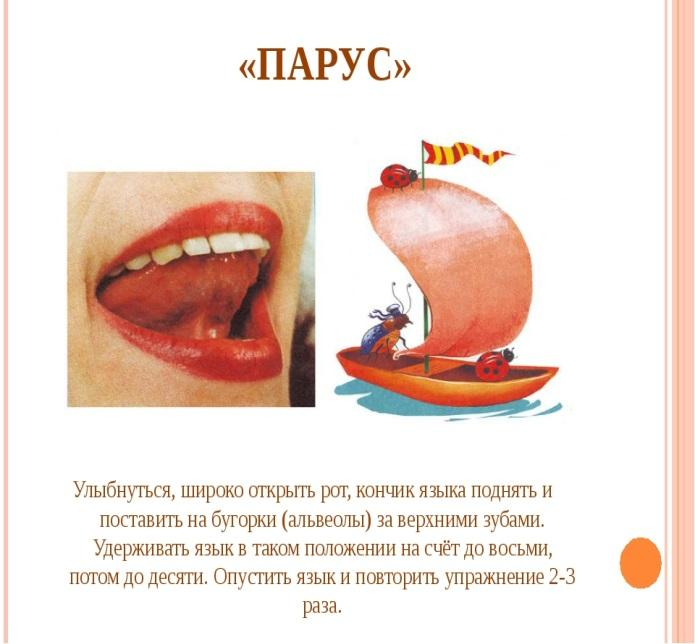 «ПАРУС»
Улыбнуться, широко открыть рот, кончик языка поднять и
поставить на бугорки (альвеолы) за верхними зубами.
Удерживать язык в таком положении на счёт до восьми,
потом до десяти. Опустить язык и повторить упражнение 2-3
раза.